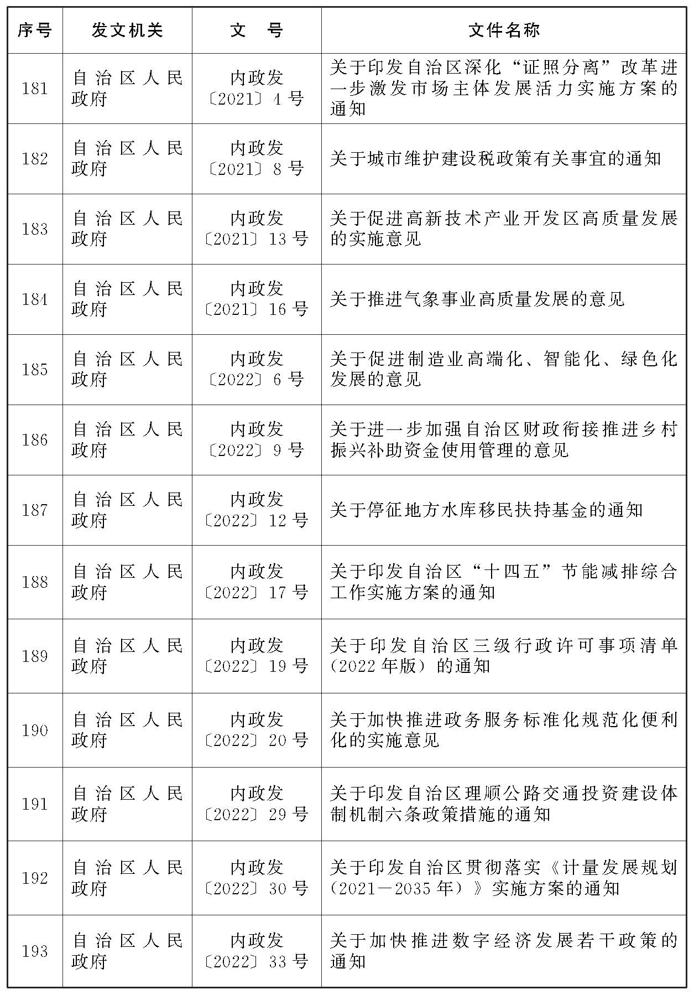 序号 发文机关 文 号 文件名称
181 自治区人民政府 内政发〔2021〕4号 关于印发自治区深化“证照分离”改革进
一步激发市场主体发展活力实施方案的
通知
182 自治区人民政府 内政发〔2021〕8号 关于城市维护建设税政策有关事宜的通知
183 自治区人民政府 内政发〔2021〕13号 关于促进高新技术产业开发区高质量发展
的实施意见
184 自治区人民政府 内政发〔2021〕16号 关于推进气象事业高质量发展的意见
185 自治区人民政府 内政发〔2022〕6号 关于促进制造业高端化、智能化、绿色化
发展的意见
186 自治区人民政府 内政发〔2022〕9号 关于进一步加强自治区财政衔接推进乡村
振兴补助资金使用管理的意见
187 自治区人民政府 内政发〔2022〕12号 关于停征地方水库移民扶持基金的通知
188 自治区人民政府 内政发〔2022〕17号 关于印发自治区“十四五”节能减排综合
工作实施方案的通知
189 自治区人民政府 内政发〔2022〕19号 关于印发自治区三级行政许可事项清单
（2022年版）的通知
190 自治区人民政府 内政发〔2022〕20号 关于加快推进政务服务标准化规范化便利
化的实施意见
191 自治区人民政府 内政发〔2022〕29号 关于印发自治区理顺公路交通投资建设体
制机制六条政策措施的通知
192 自治区人民政府 内政发〔2022〕30号 关于印发自治区贯彻落实《计量发展规划
（2021－2035年）》实施方案的通知
193 自治区人民政府 内政发〔2022〕33号 关于加快推进数字经济发展若干政策的
通知